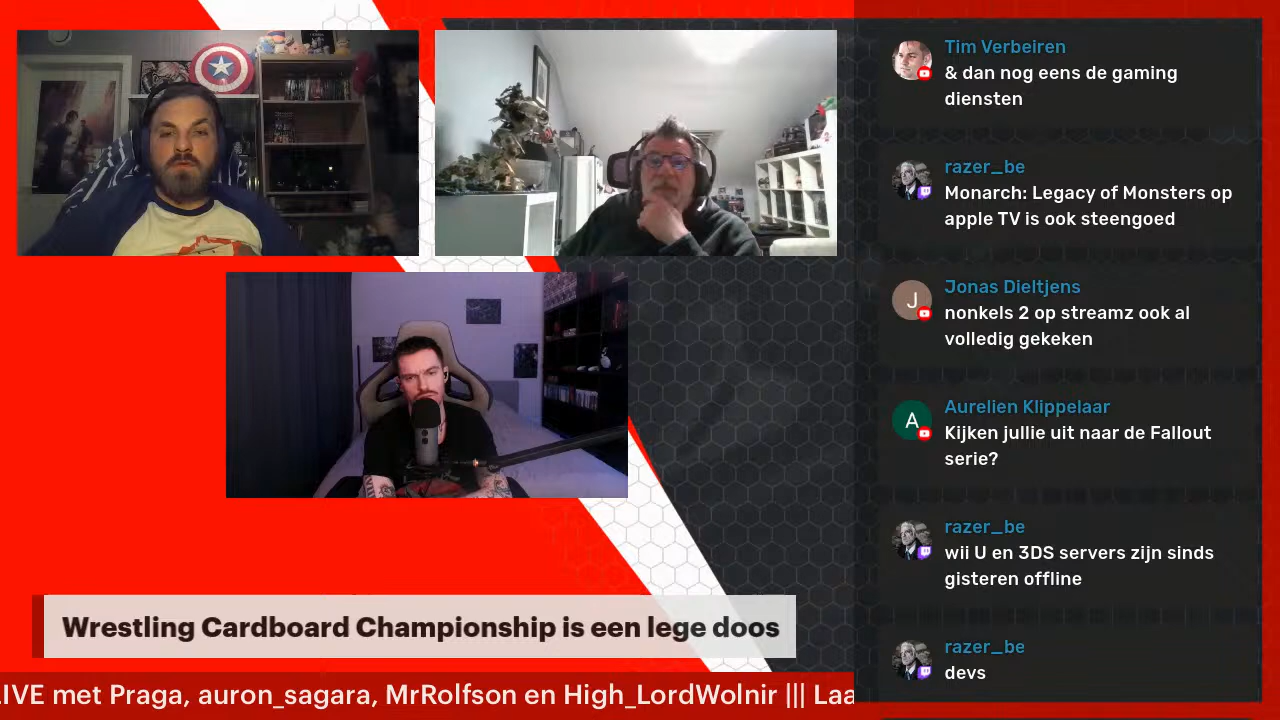 Tim Verbeiren
& dan nog eens de gaming
diensten
razer_be
Monarch: Legacy of Monsters op
apple TV is ook steengoed
J
Jonas Dieltjens
nonkels 2 op streamz ook al
volledig gekeken
A
Aurelien Klippelaar
Kijken jullie uit naar de Fallout
serie?
razer_be
wii U en 3DS servers zijn sinds
gisteren offline
razer_be
devs
Wrestling Cardboard Championship is een lege doos
IVE met Praga, auron_sagara, MrRolfson en High_LordWolnir ||| Laa